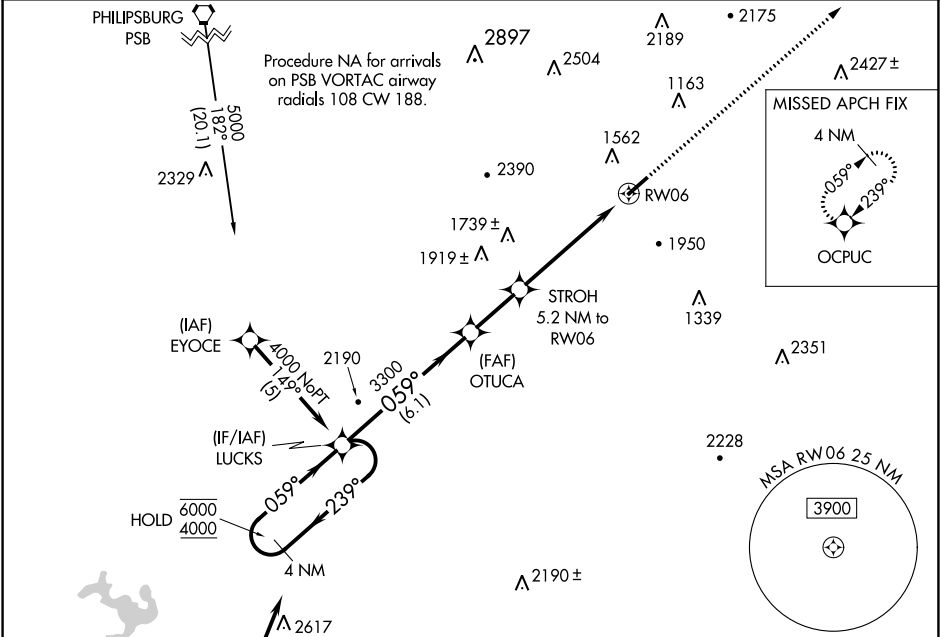 PHILIPSBURG
PSB
5000
182°
(20.1)
2329
Procedure NA for arrivals
on PSB VORTAC airway
radials 108 CW 188.
2897
2504
2189
2175
1163
2427 ±
1562
2390
RW06
1739 ±
1919 ±
1950
MISSED APCH FIX
4 NM
059°
239°
OCPUC
STROH
5.2 NM to
RW06
1339
2351
(IAF)
EYOCE
4000 NoPT
149°
(5)
2190
3300
059°
(6.1)
(FAF)
OTUCA
(IF/IAF)
LUCKS
059°
239°
HOLD
6000
4000
4 NM
2228
MSA RW06 25 NM
3900
2190 ±
2617